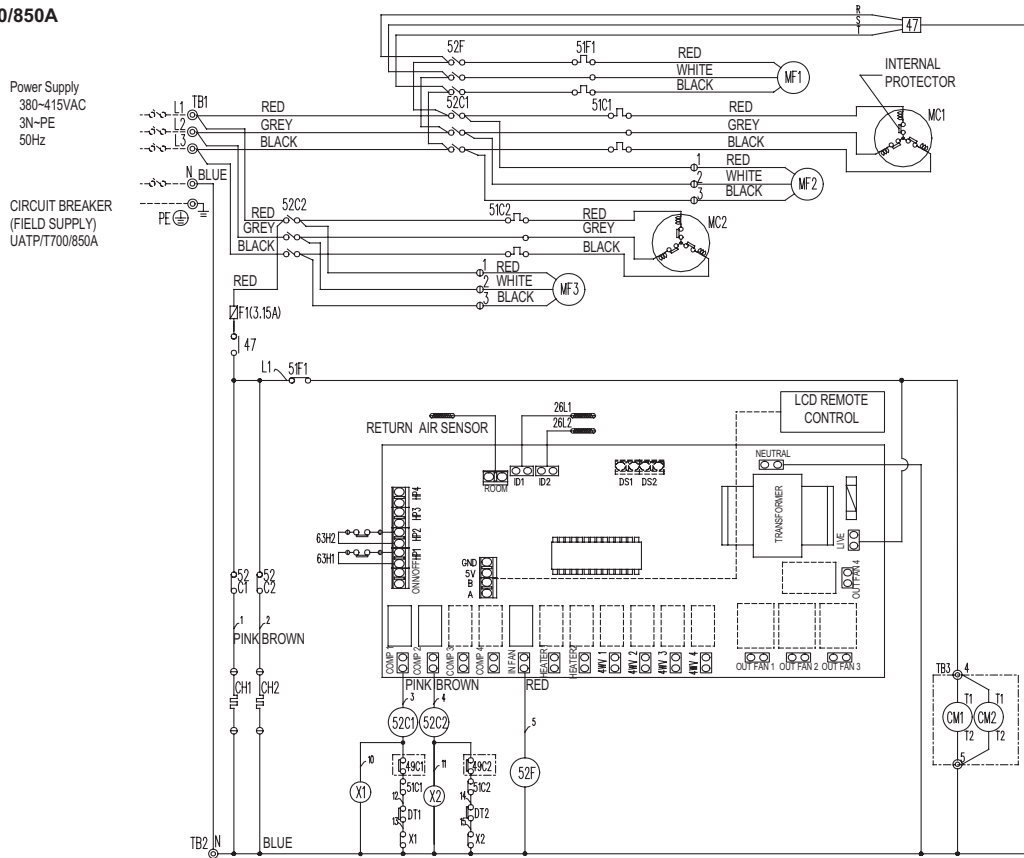 0/850A
R
S
T
47
Power Supply
380~415VAC
3N~PE
50Hz
CIRCUIT BREAKER
(FIELD SUPPLY)
UATP/T700/850A
L1
L2
L3
N
PE
TB1
RED
GREY
BLACK
BLUE
52F
51F1
RED
WHITE
BLACK
MF1
INTERNAL
PROTECTOR
52C1
51C1
RED
GREY
BLACK
MC1
1 RED
2 WHITE
3 BLACK
MF2
RED
GREY
BLACK
52C2
51C2
RED
GREY
BLACK
MC2
1 RED
2 WHITE
3 BLACK
MF3
RED
F1(3.15A)
47
L1
51F1
LCD REMOTE
CONTROL
RETURN AIR SENSOR
26L1
26L2
NEUTRAL
ROOM
ID1
ID2
DS1
DS2
TRANSFORMER
LIVE
HP4
HP3
HP2
HP1
ON/OFF
63H2
63H1
GND
5V
B
A
OUT FAN 4
52
C1
52
C2
1
2
PINK
BROWN
CH1
CH2
COMP 1
COMP 2
COMP 3
COMP 4
IN FAN
HEATER1
HEATER2
4WV 1
4WV 2
4WV 3
4WV 4
OUT FAN 1
OUT FAN 2
OUT FAN 3
PINK
BROWN
RED
3
4
5
52C1
52C2
52F
10
11
X1
49C1
51C1
12
DT1
13
X1
X2
49C2
51C2
14
DT2
15
X2
TB3
4
CM1
T1
T2
CM2
T1
T2
5
TB2
N
BLUE